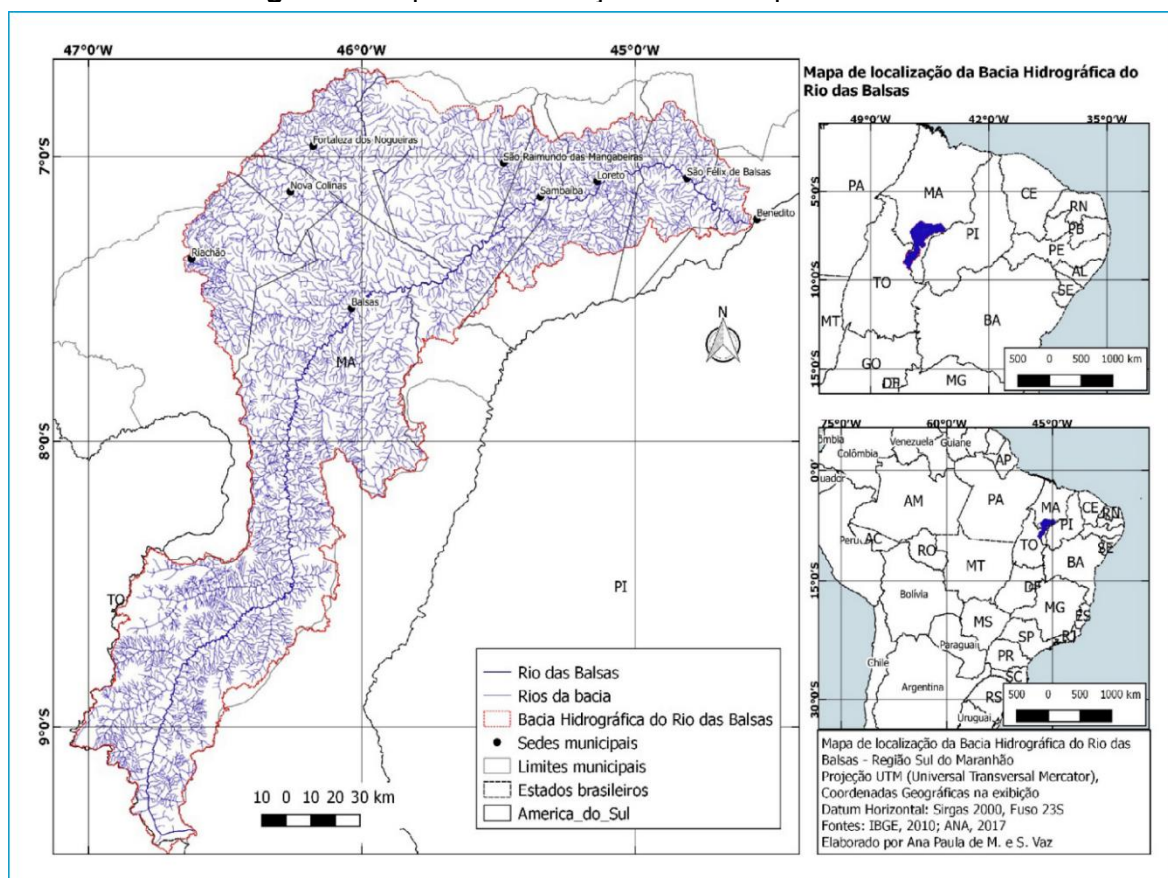 47°0'W 46°0'W 45°0'W
7°0'S
8°0'S
9°0'S
Fortaleza dos Nogueiras
São Raimundo das Mangabeiras
Nova Colinas
Sambaiba
Loreto
São Félix de Balsas
Benedito
Riachão
Balsas
MA
TO
PI
N
10 0 10 20 30 km
Rio das Balsas
Rios da bacia
Bacia Hidrográfica do Rio das Balsas
Sedes municipais
Limites municipais
Estados brasileiros
America_do_Sul
Mapa de localização da Bacia Hidrográfica do
Rio das Balsas
49°0'W 42°0'W 35°0'W
5°0'S
10°0'S
15°0'S
PA
MA
CE
RN
PB
PI
PE
AL
SE
TO
BA
MT
GO
DF
MG
500 0 500 1000 km
75°0'W 60°0'W 45°0'W
0°0'S
15°0'S
30°0'S
ômbia
Venezuela
Guiane
Colômbia
AP
quador
AM
PA
MA
CE
RN
PI
Peru
AC
TO
SE
RO
BA
MT
Bolívia
DF
MG
ES
MS
SP
RJ
Paraguai
PR
Chile
SC
Argentina
RS
Uruguai
500 0 500 1000 km
Mapa de localização da Bacia Hidrográfica do Rio das
Balsas - Região Sul do Maranhão
Projeção UTM (Universal Transversal Mercator),
Coordenadas Geográficas na exibição
Datum Horizontal: Sirgas 2000, Fuso 23S
Fontes: IBGE, 2010; ANA, 2017
Elaborado por Ana Paula de M. e S. Vaz